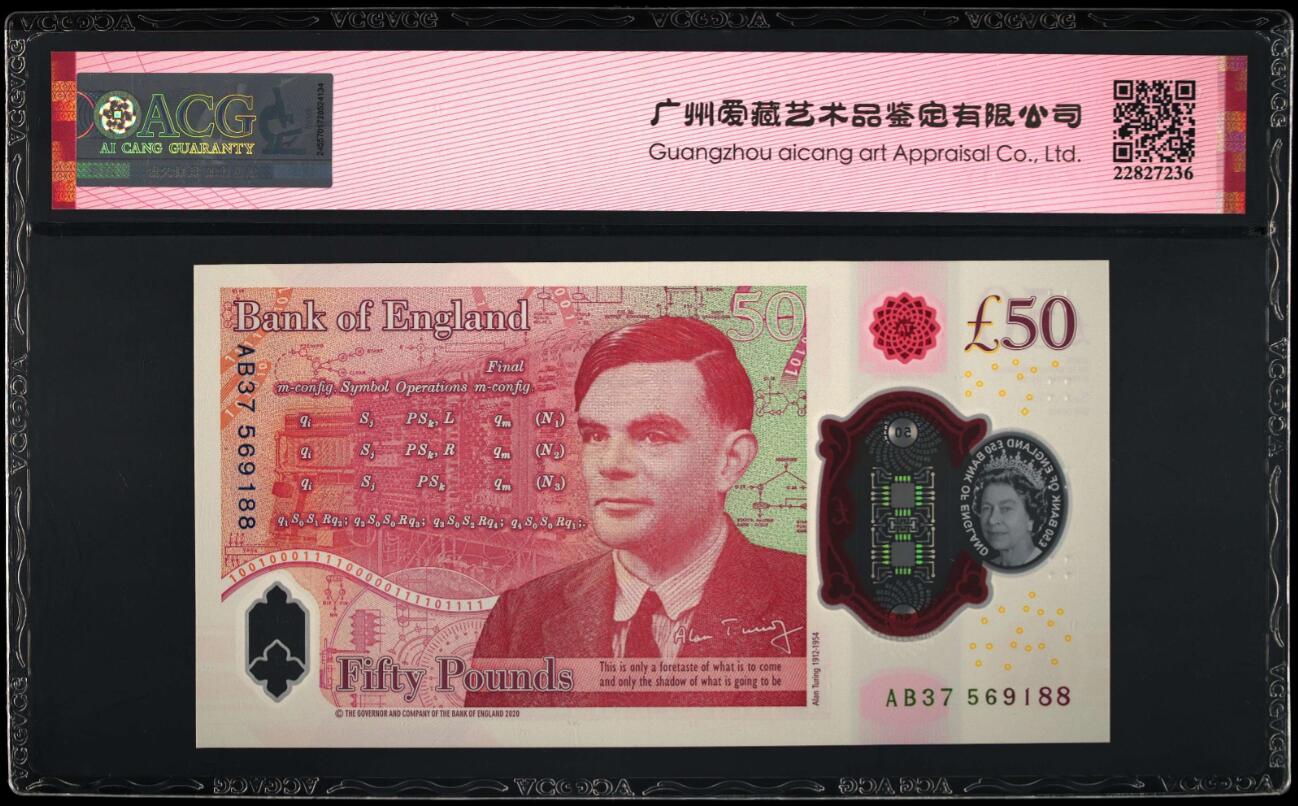 ACG
AI CANG GUARANTY
广州爱藏艺术品鉴定有限公司
Guangzhou aicang art Appraisal Co., Ltd.
22827236
Bank of England
50
£50
AB37 569188
Final
m-config. Symbol Operations m-config.
qi Sj PSk, L qm (N1)
qi Sj PSk, R qm (N2)
qi Sj PSk qm (N3)
q1 S0 S1 Rq2; q2 S0 S0 Rq3; q3 S0 S2 Rq4; q4 S0 S0 Rq1;.
£50 BANK OF ENGLAND £50 BANK OF ENGLAND
50
AT
Alan Turing
Fifty Pounds
This is only a foretaste of what is to come
and only the shadow of what is going to be
Alan Turing 1912-1954
AB37 569188
© THE GOVERNOR AND COMPANY OF THE BANK OF ENGLAND 2020